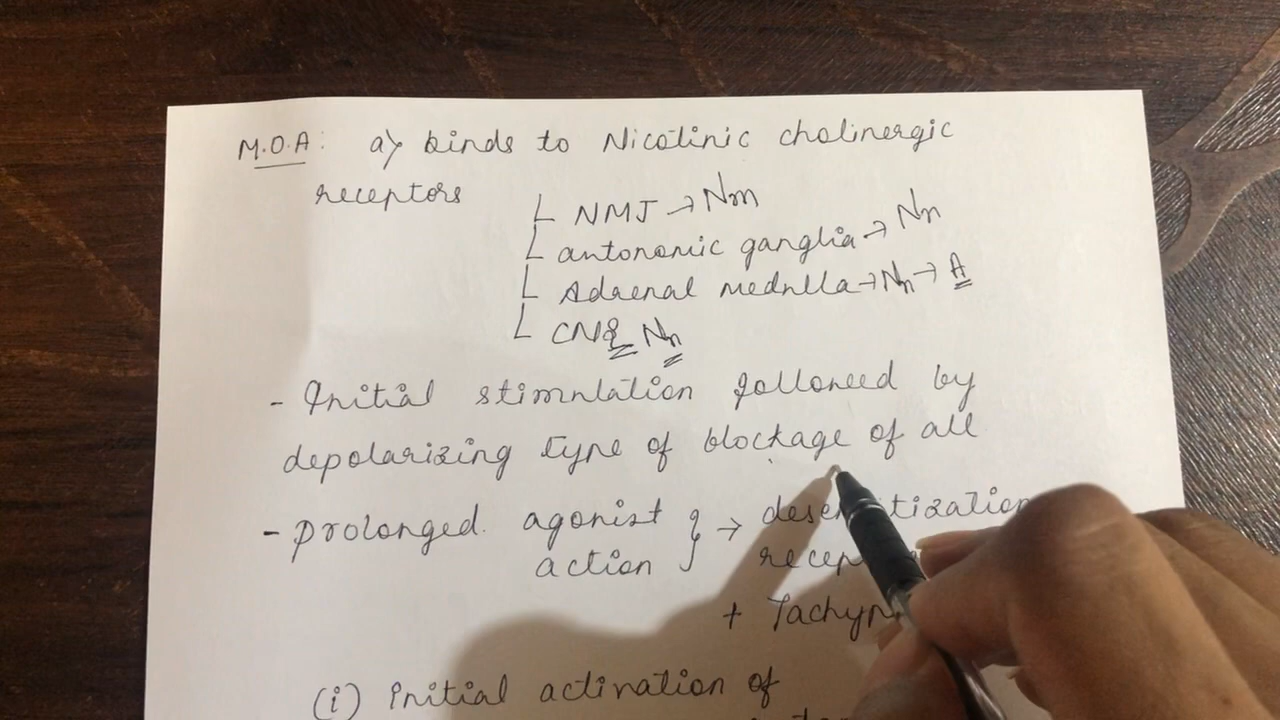 M.O.A: a) binds to Nicotinic cholinergic
receptors
NMJ → Nm
autonomic ganglia → Nn
Adrenal medulla → Nn → A
CNS Nn
- Initial stimulation followed by
depolarizing type of blockage of all
- prolonged agonist } →
action
+
(i) Initial activation of